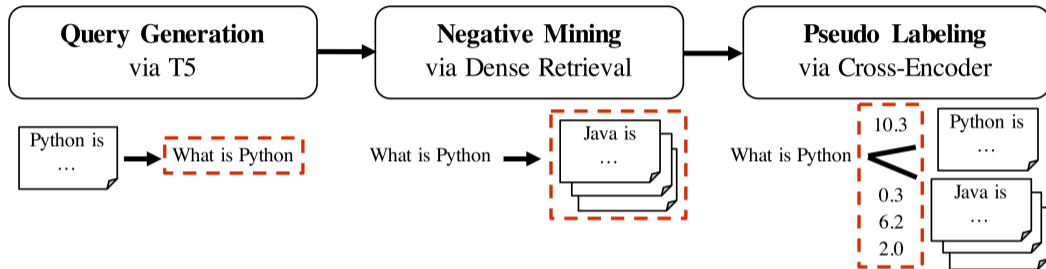 Query Generation
via T5
Negative Mining
via Dense Retrieval
Pseudo Labeling
via Cross-Encoder
Python is
...
What is Python
What is Python
Java is
...
What is Python
10.3
0.3
6.2
2.0
Python is
...
Java is
...